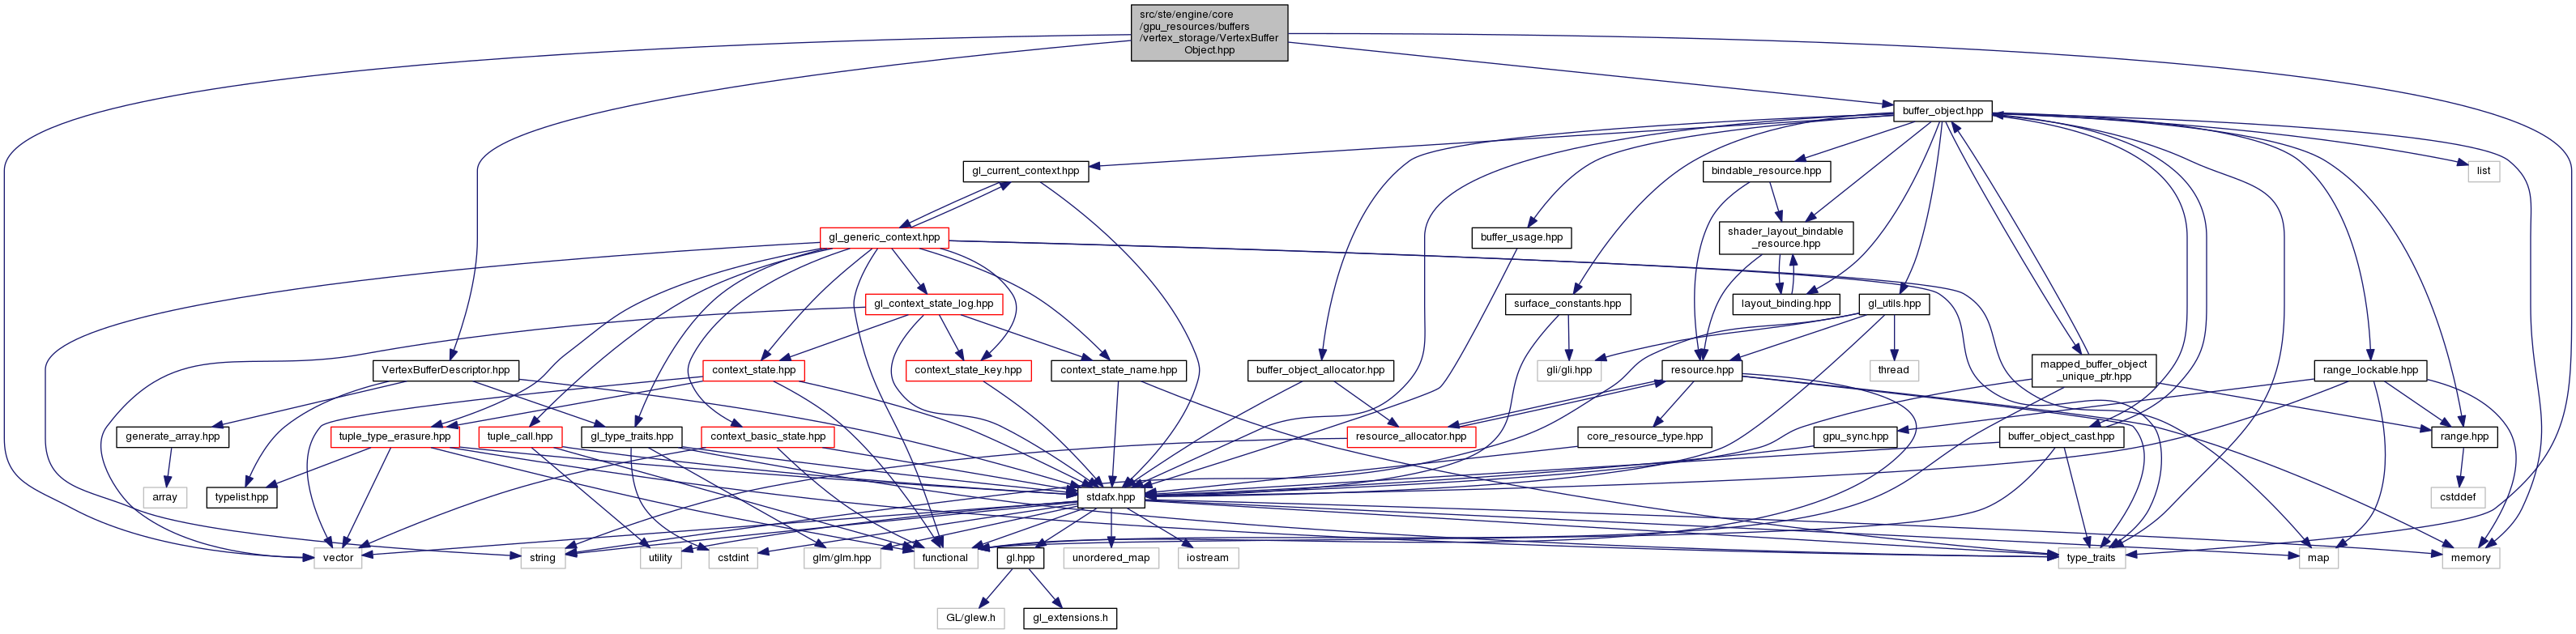 src/ste/engine/core
/gpu_resources/buffers
/vertex_storage/VertexBuffer
Object.hpp
buffer_object.hpp
gl_current_context.hpp
bindable_resource.hpp
list
gl_generic_context.hpp
buffer_usage.hpp
shader_layout_bindable
_resource.hpp
gl_context_state_log.hpp
surface_constants.hpp
layout_binding.hpp
gl_utils.hpp
VertexBufferDescriptor.hpp
context_state.hpp
context_state_key.hpp
context_state_name.hpp
buffer_object_allocator.hpp
gli/gli.hpp
resource.hpp
thread
mapped_buffer_object
_unique_ptr.hpp
range_lockable.hpp
generate_array.hpp
tuple_type_erasure.hpp
tuple_call.hpp
gl_type_traits.hpp
context_basic_state.hpp
resource_allocator.hpp
core_resource_type.hpp
gpu_sync.hpp
buffer_object_cast.hpp
range.hpp
array
typelist.hpp
stdafx.hpp
cstddef
vector
string
utility
cstdint
glm/glm.hpp
functional
gl.hpp
unordered_map
iostream
type_traits
map
memory
GL/glew.h
gl_extensions.h